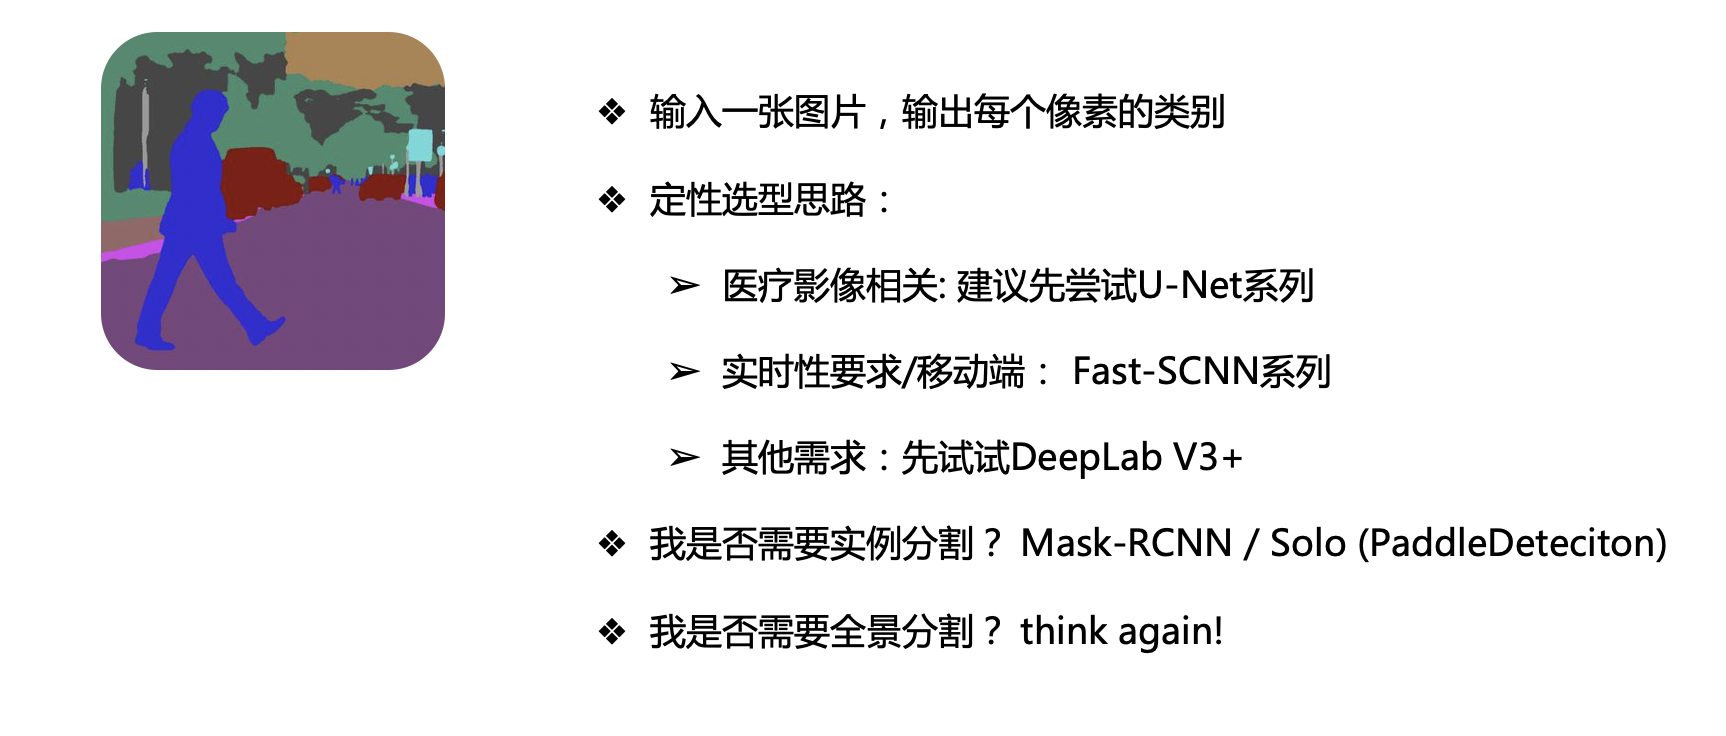 ❖ 输入一张图片，输出每个像素的类别
❖ 定性选型思路：
➢ 医疗影像相关: 建议先尝试U-Net系列
➢ 实时性要求/移动端： Fast-SCNN系列
➢ 其他需求：先试试DeepLab V3+
❖ 我是否需要实例分割？ Mask-RCNN / Solo (PaddleDeteciton)
❖ 我是否需要全景分割？ think again!